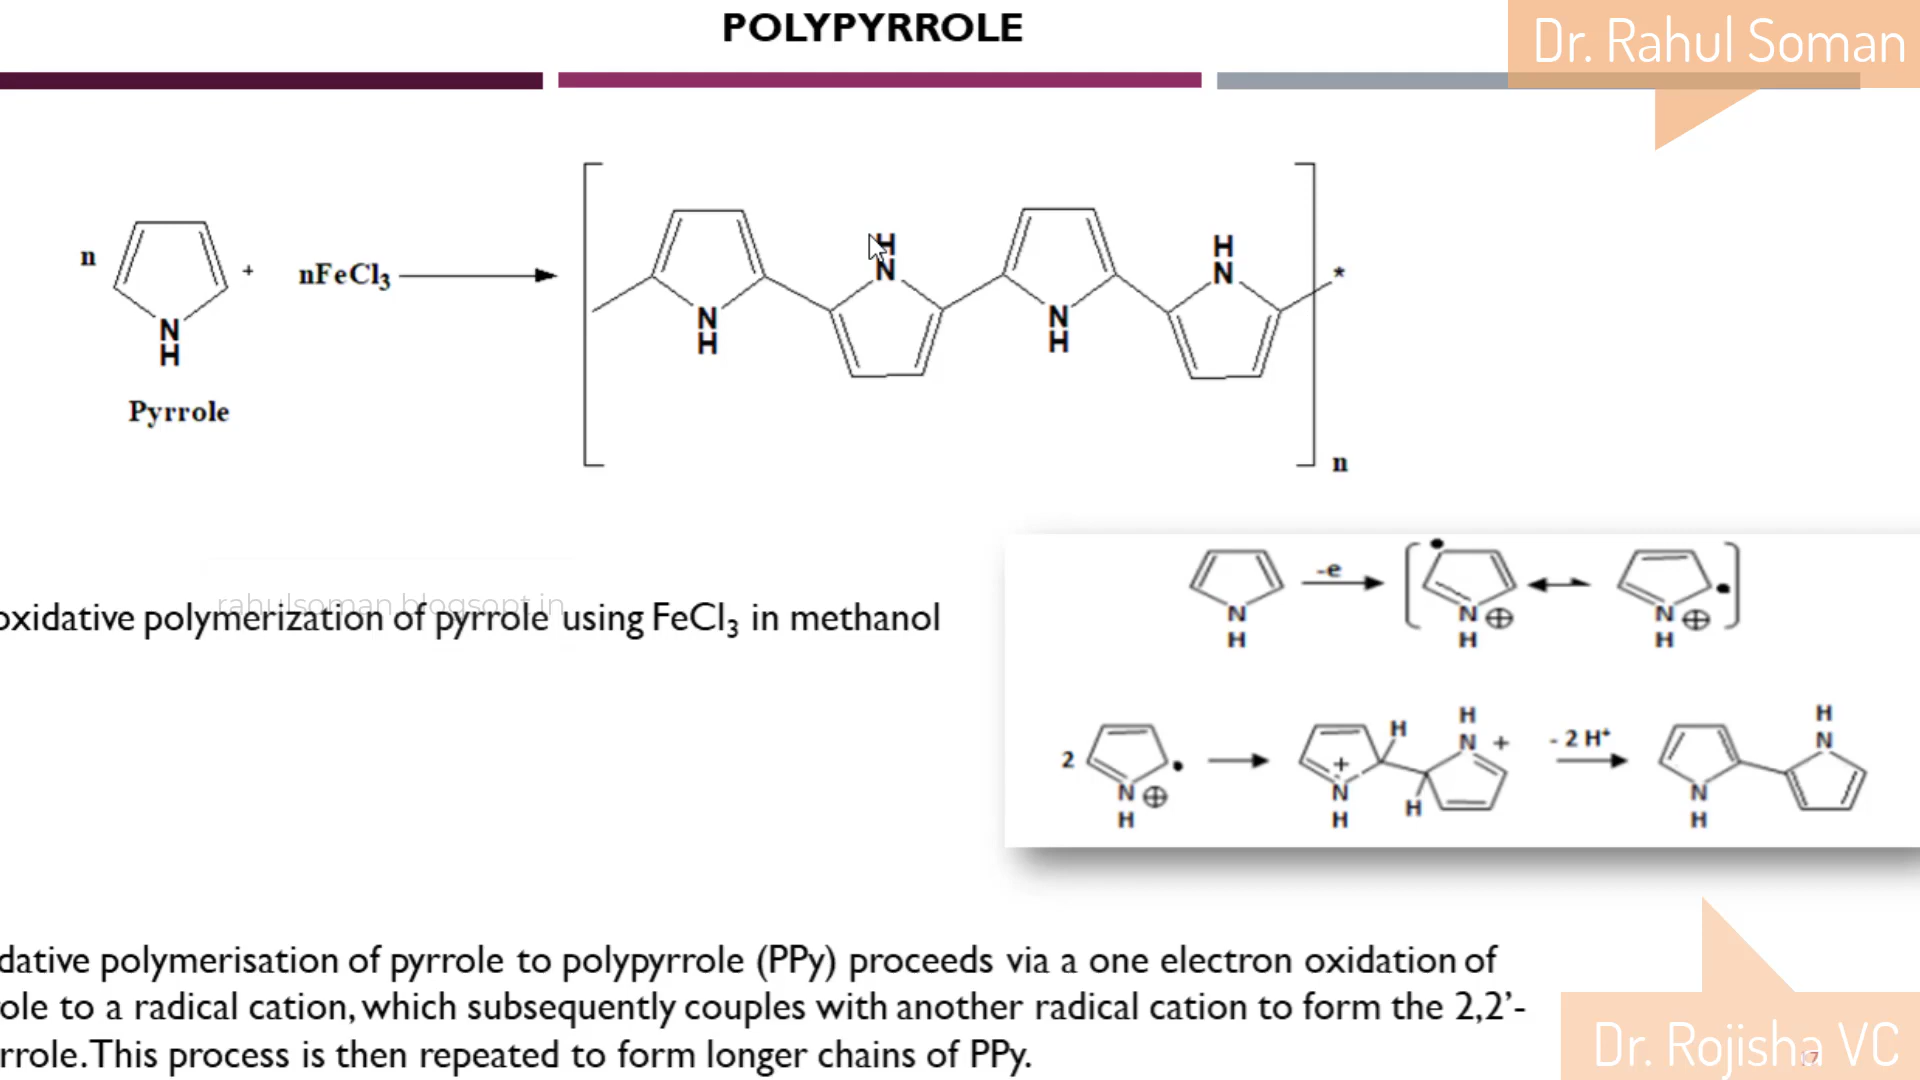 POLYPYRROLE
Dr. Rahul Soman
n
+
nFeCl₃
N
H
Pyrrole
N
H
H
N
N
H
H
N
*
n
-e
N
H
N
H
N
H
rahulsoman.blogsopt.in
oxidative polymerization of pyrrole using FeCl₃ in methanol
2
N
H
+
N
H
H
H
H
N +
- 2 H⁺
N
H
H
N
dative polymerisation of pyrrole to polypyrrole (PPy) proceeds via a one electron oxidation of
ole to a radical cation, which subsequently couples with another radical cation to form the 2,2’-
rrole. This process is then repeated to form longer chains of PPy.
Dr. Rojisha VC
17